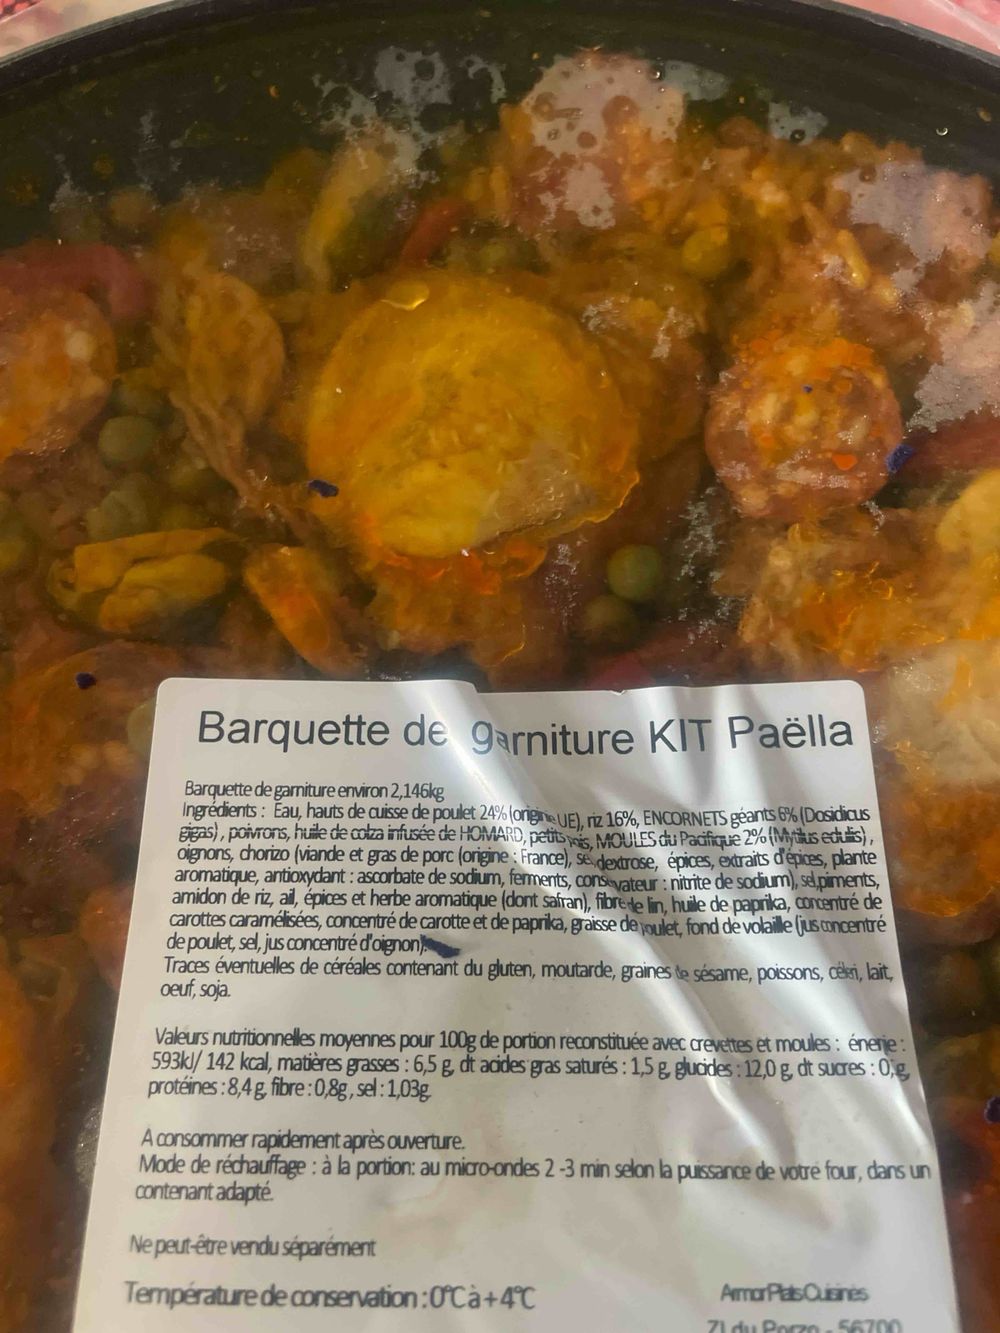 Barquette de garniture KIT Paëlla
Barquette de garniture environ 2,146kg
Ingrédients : Eau, hauts de cuisse de poulet 24% (origine UE), riz 16%, ENCORNETS géants 6% (Dosidicus
gigas), poivrons, huile de colza infusée de HOMARD, petits pois, MOULES du Pacifique 2% (Mytilus edulis),
oignons, chorizo (viande et gras de porc (origine : France), sel, dextrose, épices, extraits d'épices, plante
aromatique, antioxydant : ascorbate de sodium, ferments, conservateur : nitrite de sodium), sel, piments,
amidon de riz, ail, épices et herbe aromatique (dont safran), fibre de lin, huile de paprika, concentré de
carottes caramélisées, concentré de carotte et de paprika, graisse de poulet, fond de volaille (jus concentré
de poulet, sel, jus concentré d'oignon).
Traces éventuelles de céréales contenant du gluten, moutarde, graines de sésame, poissons, céleri, lait,
oeuf, soja.
Valeurs nutritionnelles moyennes pour 100g de portion reconstituée avec crevettes et moules : énerie :
593kJ/ 142 kcal, matières grasses : 6,5 g, dt acides gras saturés : 1,5 g, glucides : 12,0 g, dt sucres :
protéines : 8,4 g, fibre : 0,8g, sel : 1,03g.
A consommer rapidement après ouverture.
Mode de réchauffage : à la portion: au micro-ondes 2 -3 min selon la puissance de votre four, dans un
contenant adapté.
Ne peut-être vendu séparément
Température de conservation : 0°C à +4°C
Armor Plats Cuisinés
ZI du Porzo - 56700